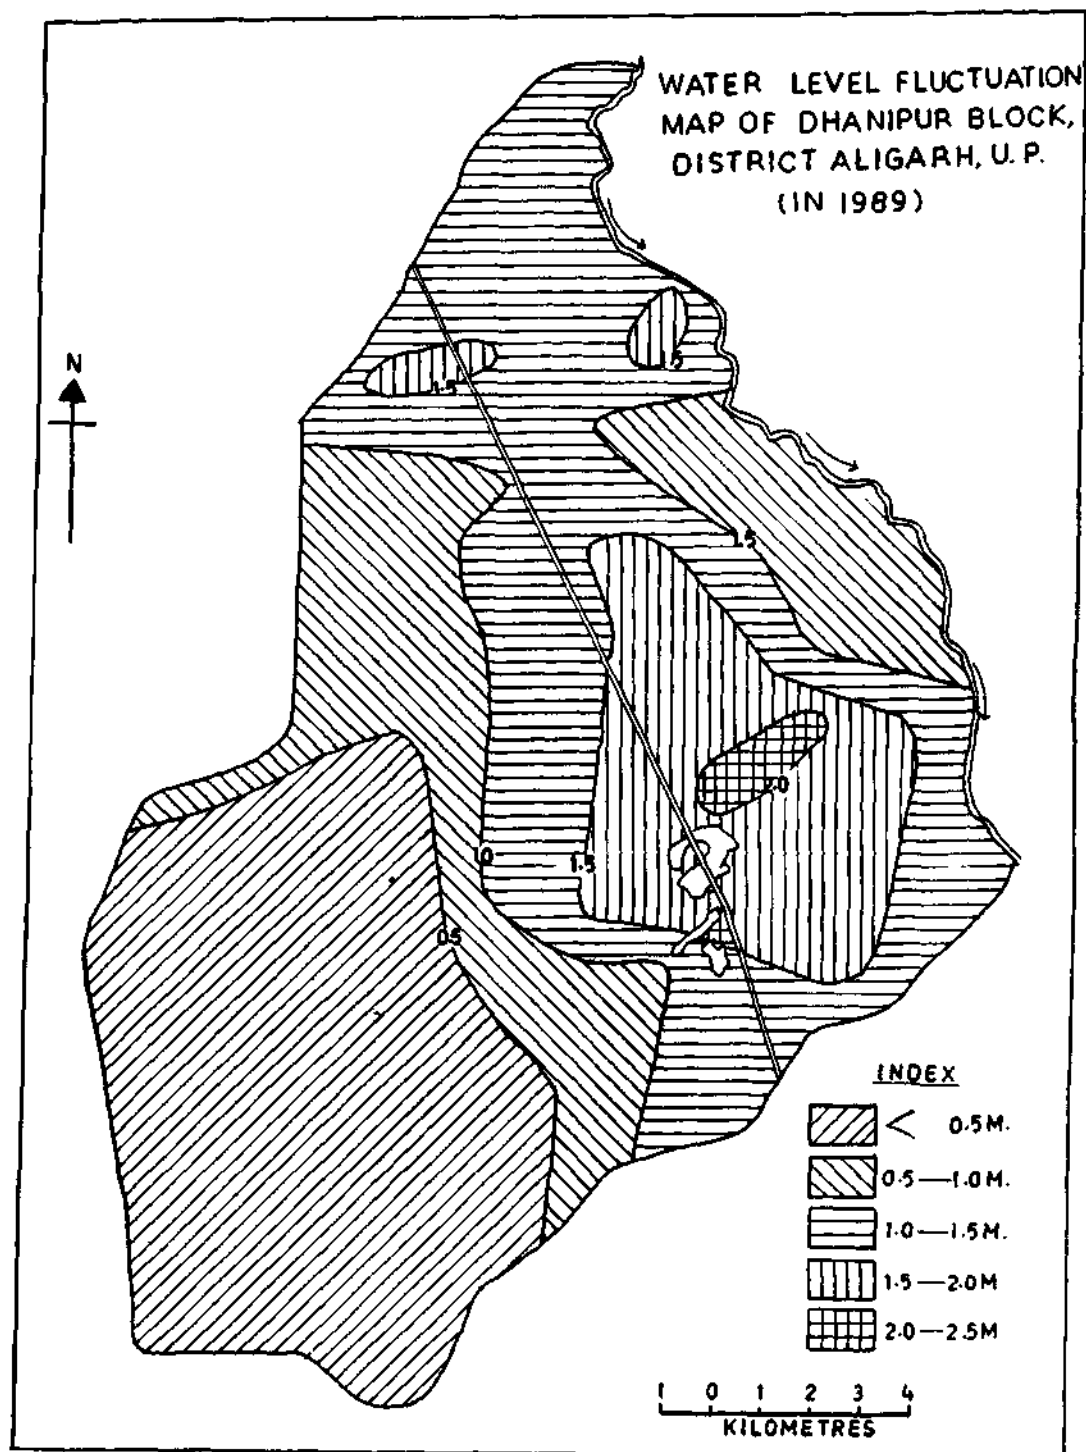 WATER LEVEL FLUCTUATION
MAP OF DHANIPUR BLOCK,
DISTRICT ALIGARH, U.P.
(IN 1989)
N
1.5
1.5
1.5
2.0
1.0
1.5
0.5
INDEX
< 0.5M.
0.5—1.0M.
1.0—1.5M.
1.5—2.0M
2.0—2.5M
1 0 1 2 3 4
KILOMETRES